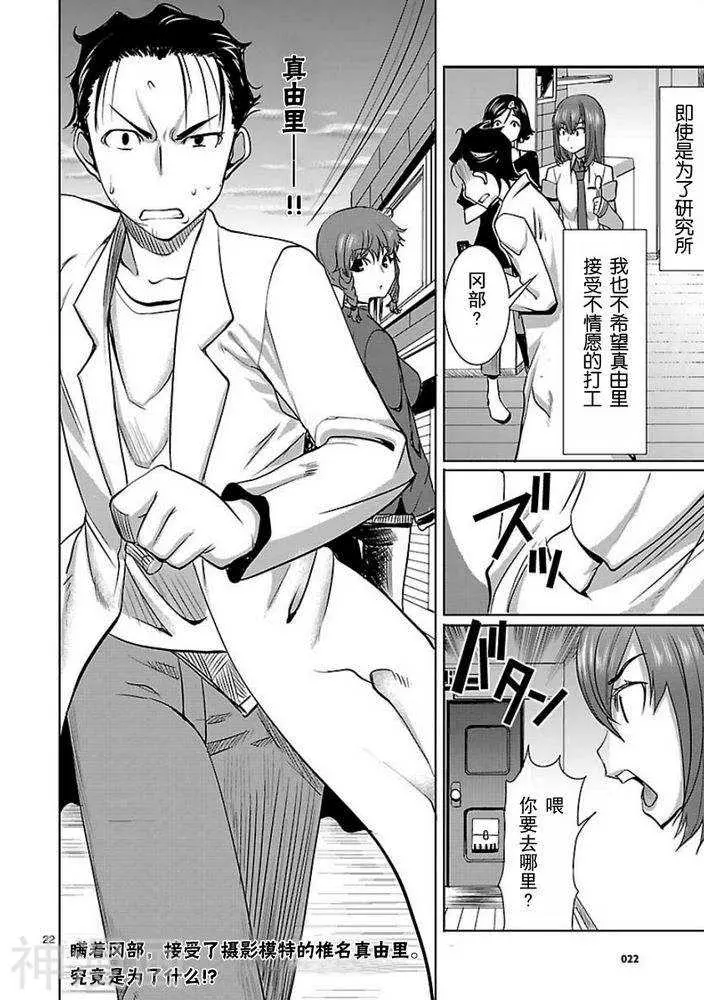 即使是为了研究所
我也不希望真由里
接受不情愿的打工
冈部?
ズズッ
バタン
喂
你要去哪里?
真由里——!!
瞒着冈部，接受了摄影模特的椎名真由里。
究竟是为了什么!?
22
022